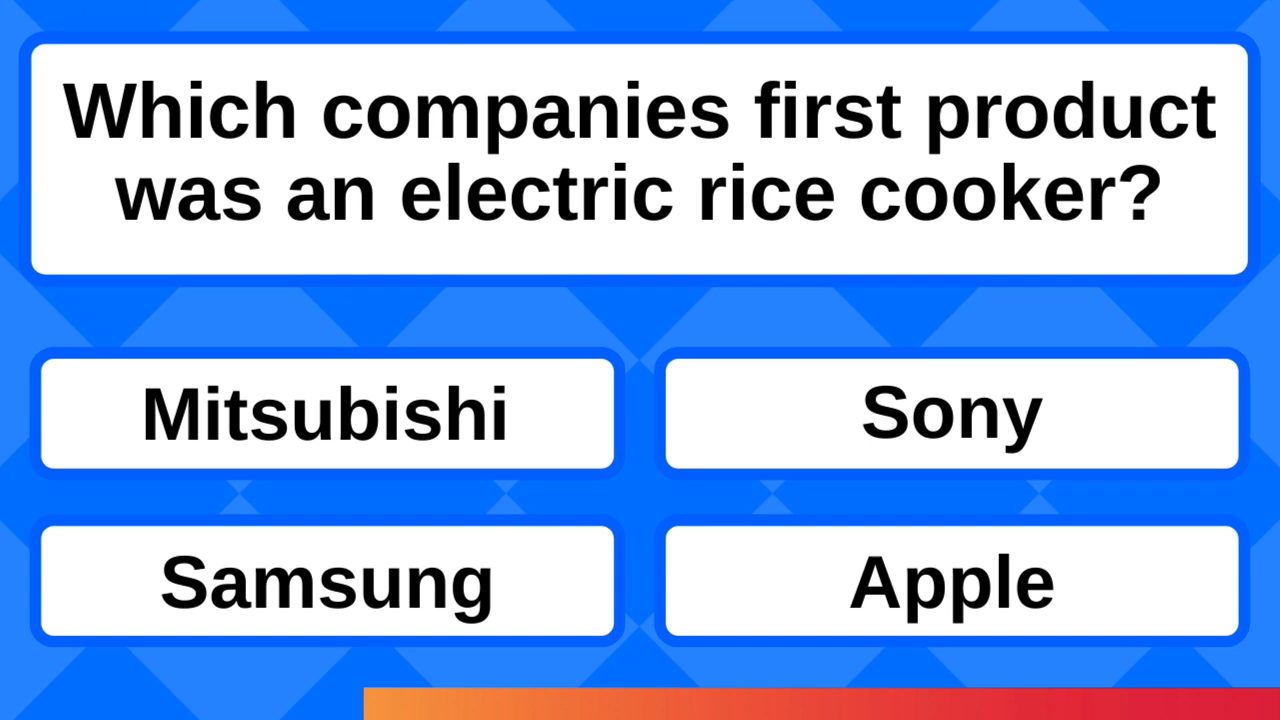 Which companies first product
was an electric rice cooker?
Mitsubishi
Sony
Samsung
Apple